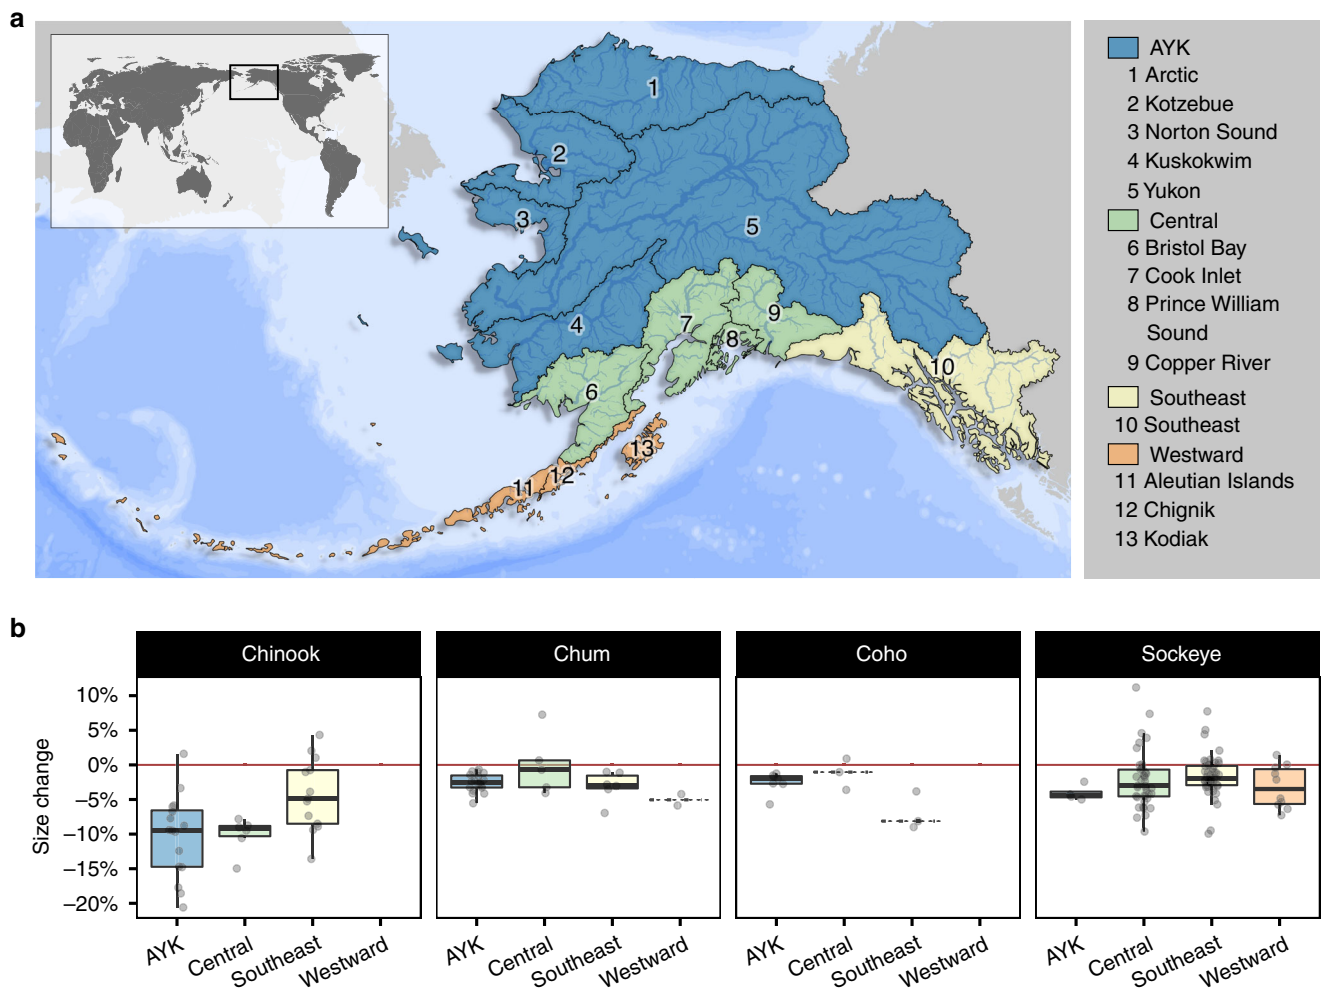 a
1
2
3
4
5
6
7
8
9
10
11
12
13
AYK
1 Arctic
2 Kotzebue
3 Norton Sound
4 Kuskokwim
5 Yukon
Central
6 Bristol Bay
7 Cook Inlet
8 Prince William
Sound
9 Copper River
Southeast
10 Southeast
Westward
11 Aleutian Islands
12 Chignik
13 Kodiak
b
Chinook
Chum
Coho
Sockeye
Size change
10%
5%
0%
−5%
−10%
−15%
−20%
AYK
Central
Southeast
Westward
AYK
Central
Southeast
Westward
AYK
Central
Southeast
Westward
AYK
Central
Southeast
Westward